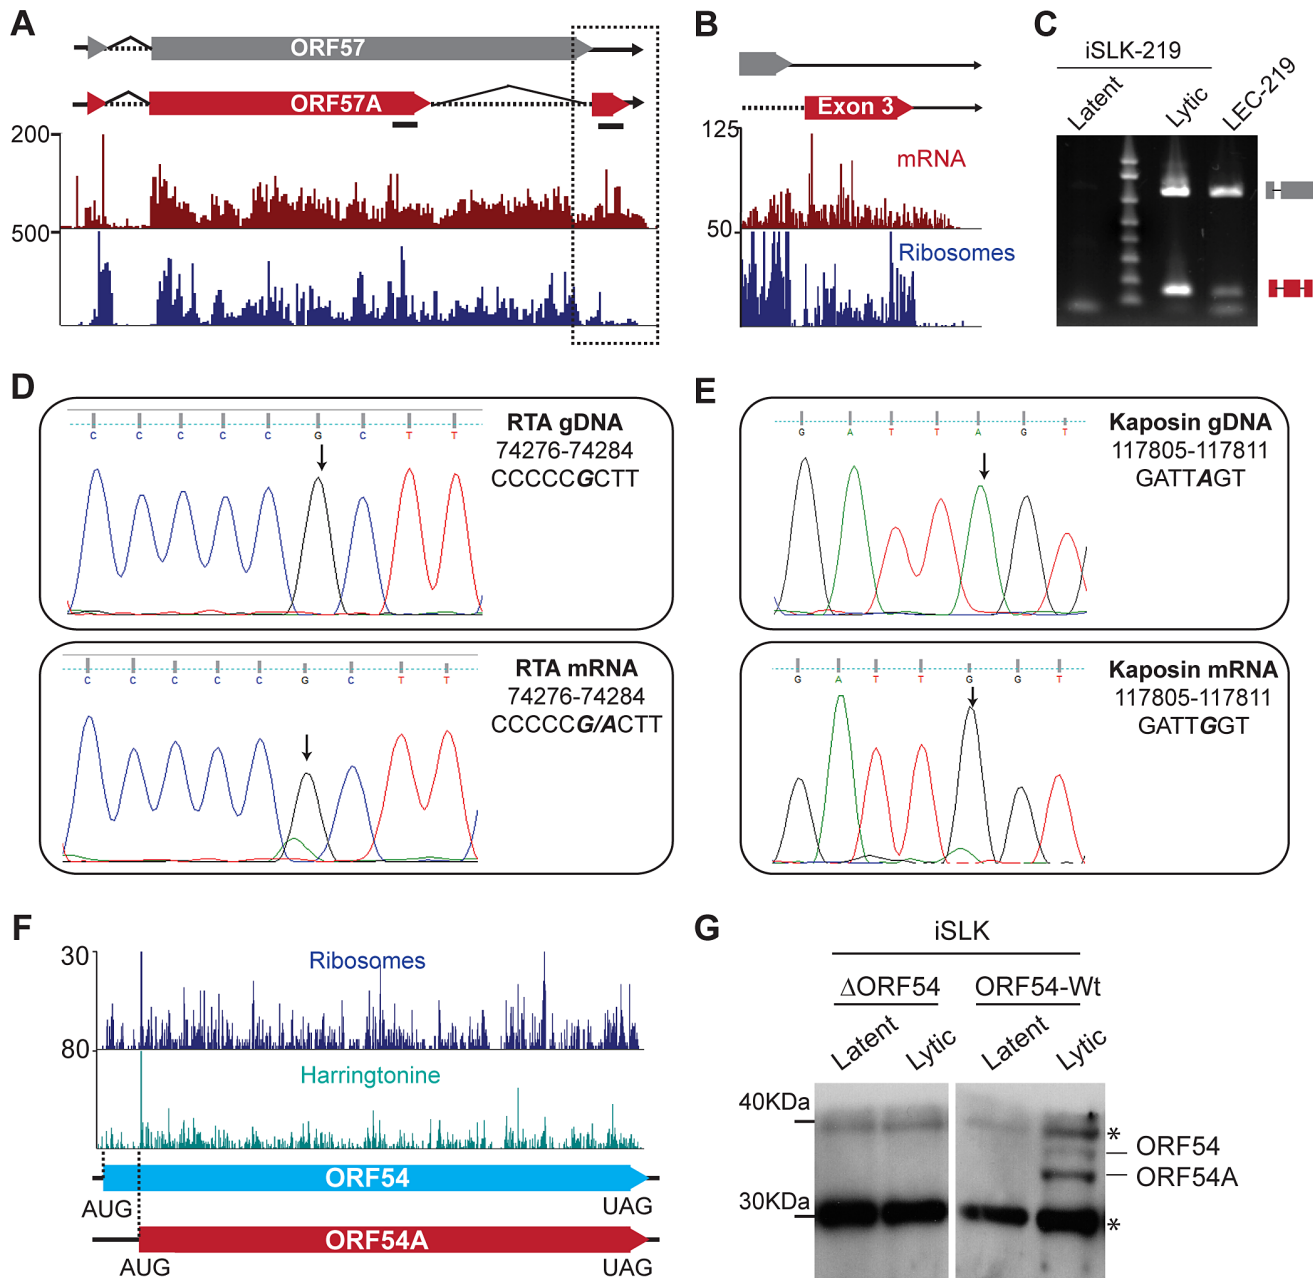 A
ORF57
ORF57A
200
500
B
Exon 3
125
mRNA
50
Ribosomes
C
iSLK-219
Latent
Lytic
LEC-219
D
C C C C C G C T T
RTA gDNA
74276-74284
CCCCCGCTT
C C C C C G C T T
RTA mRNA
74276-74284
CCCCCG/ACTT
E
G A T T A G T
Kaposin gDNA
117805-117811
GATTAGT
G A T T G G T
Kaposin mRNA
117805-117811
GATTGGT
F
30
Ribosomes
80
Harringtonine
ORF54
AUG
UAG
ORF54A
AUG
UAG
G
iSLK
ΔORF54
ORF54-Wt
Latent
Lytic
Latent
Lytic
40KDa
*
ORF54
ORF54A
30KDa
*